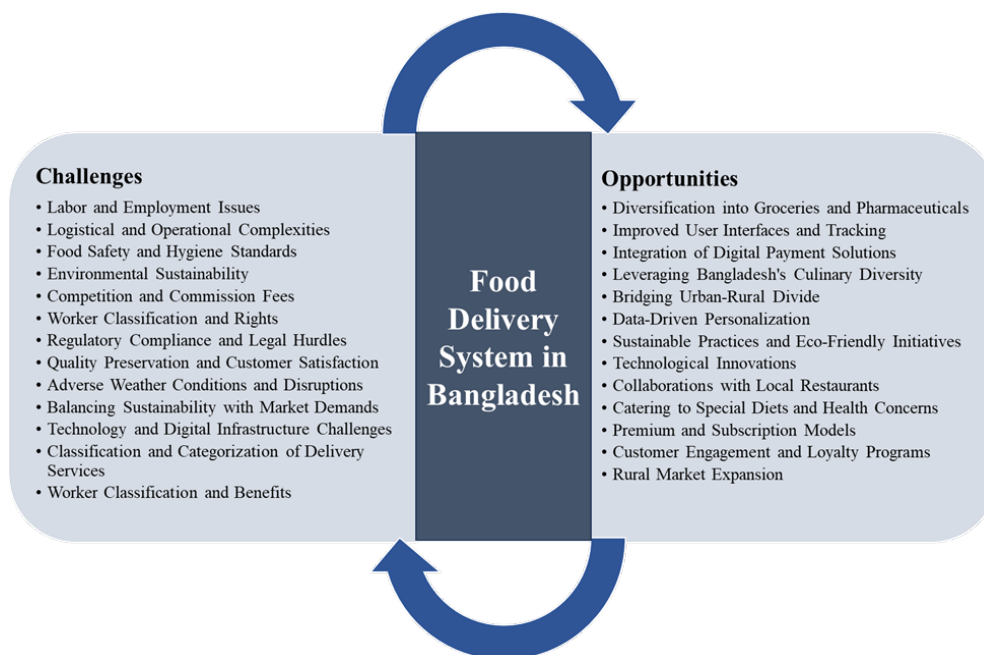 Challenges
• Labor and Employment Issues
• Logistical and Operational Complexities
• Food Safety and Hygiene Standards
• Environmental Sustainability
• Competition and Commission Fees
• Worker Classification and Rights
• Regulatory Compliance and Legal Hurdles
• Quality Preservation and Customer Satisfaction
• Adverse Weather Conditions and Disruptions
• Balancing Sustainability with Market Demands
• Technology and Digital Infrastructure Challenges
• Classification and Categorization of Delivery
Services
• Worker Classification and Benefits
Food
Delivery
System in
Bangladesh
Opportunities
• Diversification into Groceries and Pharmaceuticals
• Improved User Interfaces and Tracking
• Integration of Digital Payment Solutions
• Leveraging Bangladesh's Culinary Diversity
• Bridging Urban-Rural Divide
• Data-Driven Personalization
• Sustainable Practices and Eco-Friendly Initiatives
• Technological Innovations
• Collaborations with Local Restaurants
• Catering to Special Diets and Health Concerns
• Premium and Subscription Models
• Customer Engagement and Loyalty Programs
• Rural Market Expansion